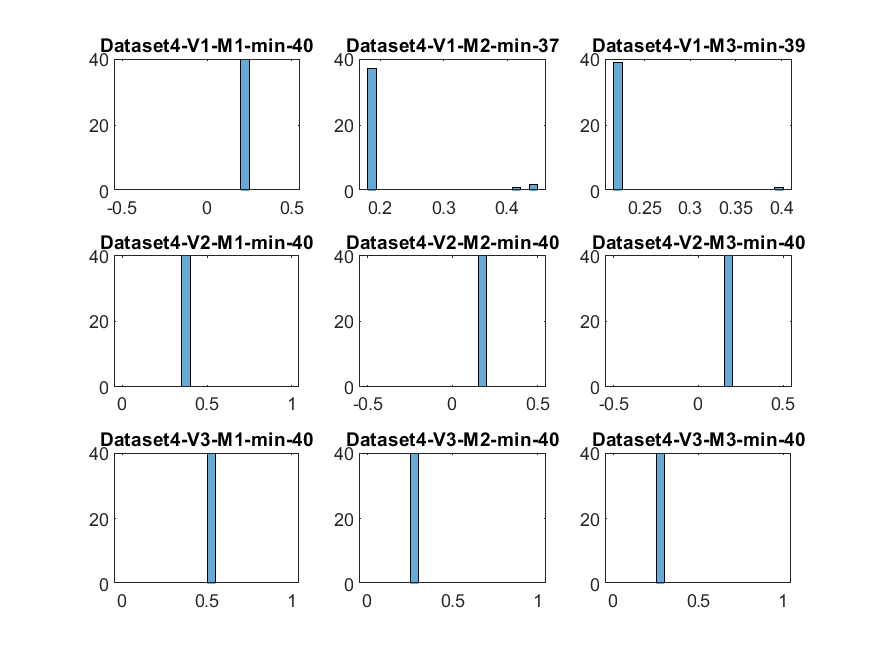 Dataset4-V1-M1-min-40
Dataset4-V1-M2-min-37
Dataset4-V1-M3-min-39
40
20
0
-0.5 0 0.5
40
20
0
0.2 0.3 0.4
40
20
0
0.25 0.3 0.35 0.4
Dataset4-V2-M1-min-40
Dataset4-V2-M2-min-40
Dataset4-V2-M3-min-40
40
20
0
0 0.5 1
40
20
0
-0.5 0 0.5
40
20
0
-0.5 0 0.5
Dataset4-V3-M1-min-40
Dataset4-V3-M2-min-40
Dataset4-V3-M3-min-40
40
20
0
0 0.5 1
40
20
0
0 0.5 1
40
20
0
0 0.5 1